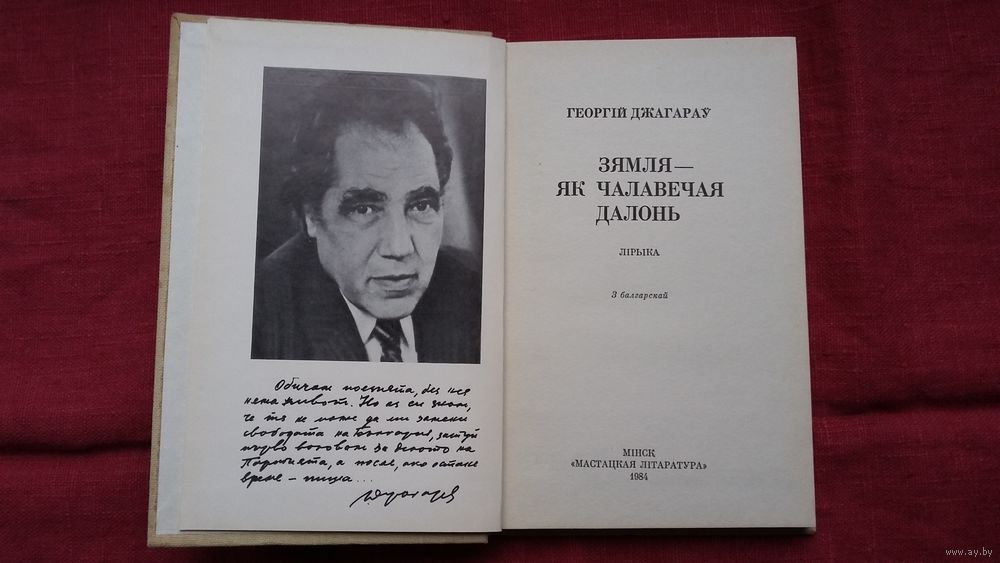 Обичам поезията, без нея
няма живот. Но аз си знам,
че тя не може да ми замени
свободата на България, затуй
първо воювам за делото на
Партията, а после, ако остане
време – пиша...
ГЕОРГІЙ ДЖАГАРАЎ
ЗЯМЛЯ —
ЯК ЧАЛАВЕЧАЯ
ДАЛОНЬ
ЛІРЫКА
З балгарскай
МІНСК
«МАСТАЦКАЯ ЛІТАРАТУРА»
1984
www.ay.by